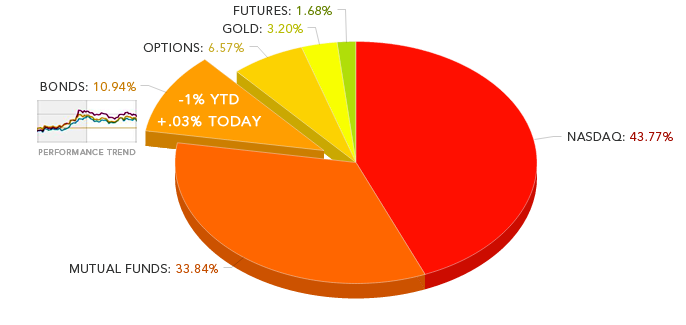 FUTURES: 1.68%
GOLD: 3.20%
OPTIONS: 6.57%
BONDS: 10.94%
-1% YTD
+.03% TODAY
PERFORMANCE TREND
NASDAQ: 43.77%
MUTUAL FUNDS: 33.84%